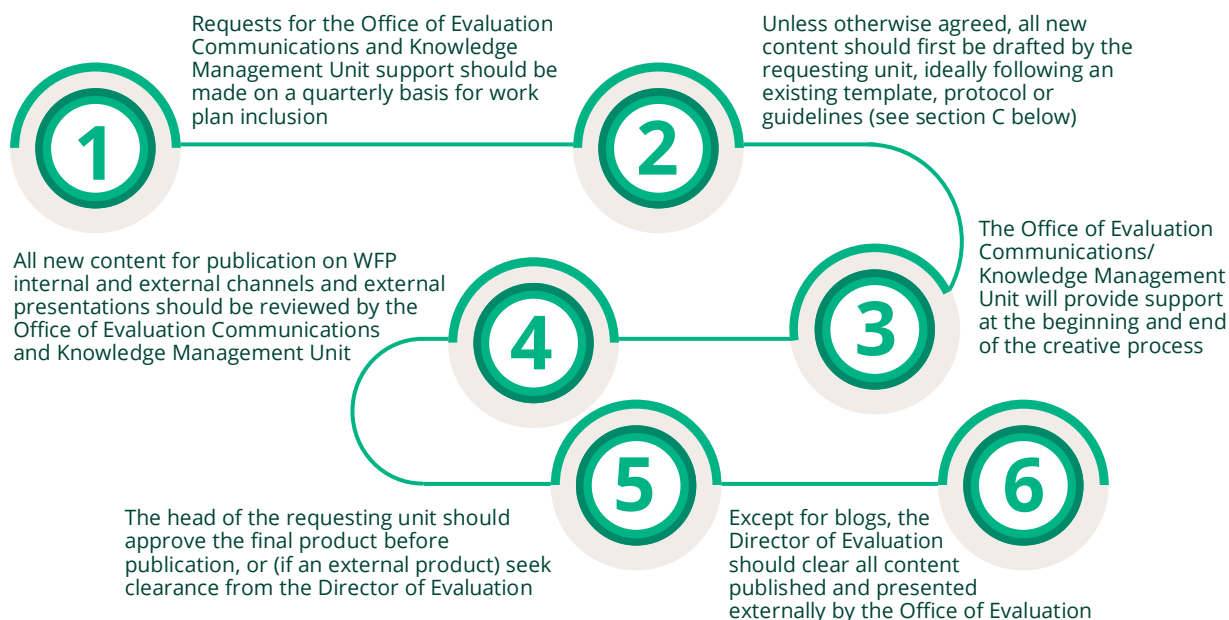 1
Requests for the Office of Evaluation
Communications and Knowledge
Management Unit support should be
made on a quarterly basis for work
plan inclusion
2
Unless otherwise agreed, all new
content should first be drafted by the
requesting unit, ideally following an
existing template, protocol or
guidelines (see section C below)
3
The Office of Evaluation
Communications/
Knowledge Management
Unit will provide support
at the beginning and end
of the creative process
4
All new content for publication on WFP
internal and external channels and external
presentations should be reviewed by the
Office of Evaluation Communications
and Knowledge Management Unit
5
The head of the requesting unit should
approve the final product before
publication, or (if an external product) seek
clearance from the Director of Evaluation
6
Except for blogs, the
Director of Evaluation
should clear all content
published and presented
externally by the Office of Evaluation